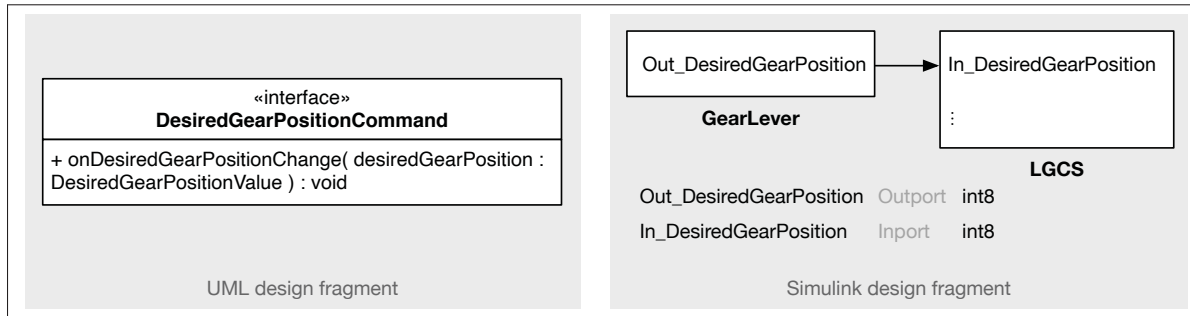 «interface»
DesiredGearPositionCommand
+ onDesiredGearPositionChange( desiredGearPosition :
DesiredGearPositionValue ) : void
UML design fragment
Out_DesiredGearPosition
GearLever
In_DesiredGearPosition
⋮
LGCS
Out_DesiredGearPosition Outport int8
In_DesiredGearPosition Inport int8
Simulink design fragment